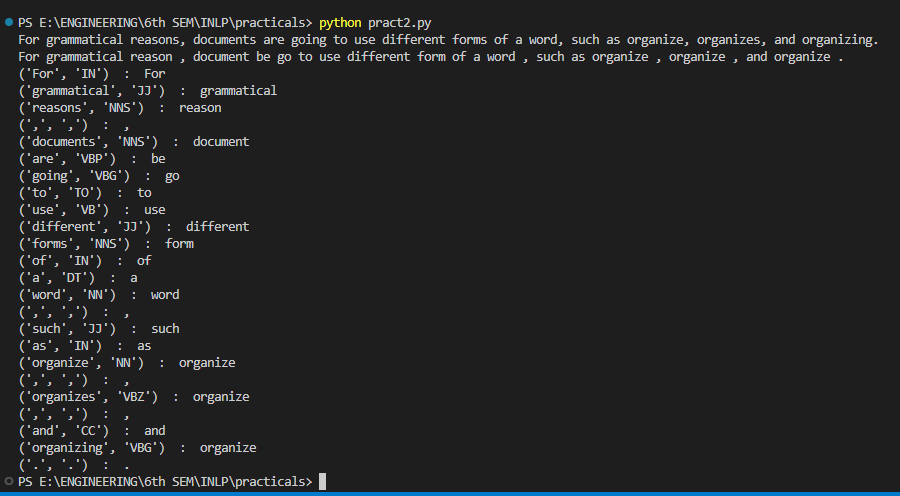 PS E:\ENGINEERING\6th SEM\INLP\practicals> python pract2.py
For grammatical reasons, documents are going to use different forms of a word, such as organize, organizes, and organizing.
For grammatical reason , document be go to use different form of a word , such as organize , organize , and organize .
('For', 'IN')  :  For
('grammatical', 'JJ')  :  grammatical
('reasons', 'NNS')  :  reason
(',', ',')  :  ,
('documents', 'NNS')  :  document
('are', 'VBP')  :  be
('going', 'VBG')  :  go
('to', 'TO')  :  to
('use', 'VB')  :  use
('different', 'JJ')  :  different
('forms', 'NNS')  :  form
('of', 'IN')  :  of
('a', 'DT')  :  a
('word', 'NN')  :  word
(',', ',')  :  ,
('such', 'JJ')  :  such
('as', 'IN')  :  as
('organize', 'NN')  :  organize
(',', ',')  :  ,
('organizes', 'VBZ')  :  organize
(',', ',')  :  ,
('and', 'CC')  :  and
('organizing', 'VBG')  :  organize
('.', '.')  :  .
PS E:\ENGINEERING\6th SEM\INLP\practicals>